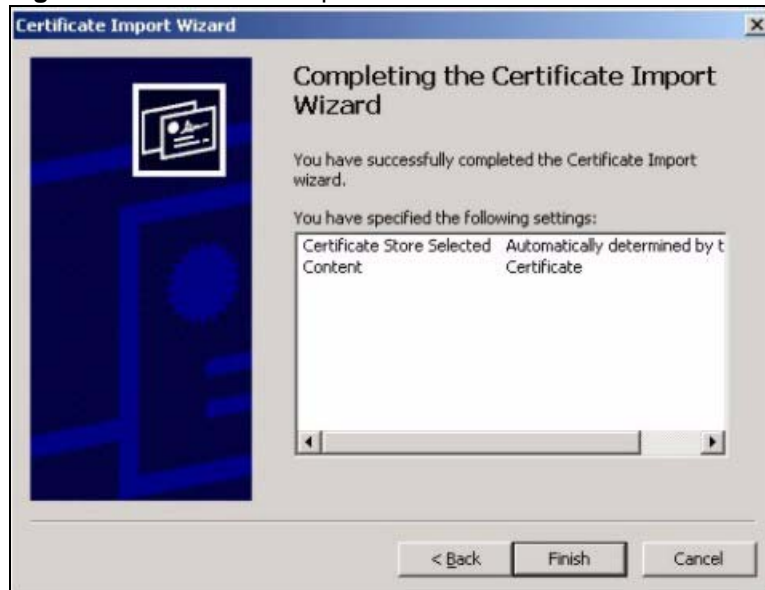 Certificate Import Wizard
Completing the Certificate Import
Wizard
You have successfully completed the Certificate Import
wizard.
You have specified the following settings:
Certificate Store Selected Automatically determined by t
Content Certificate
< Back Finish Cancel